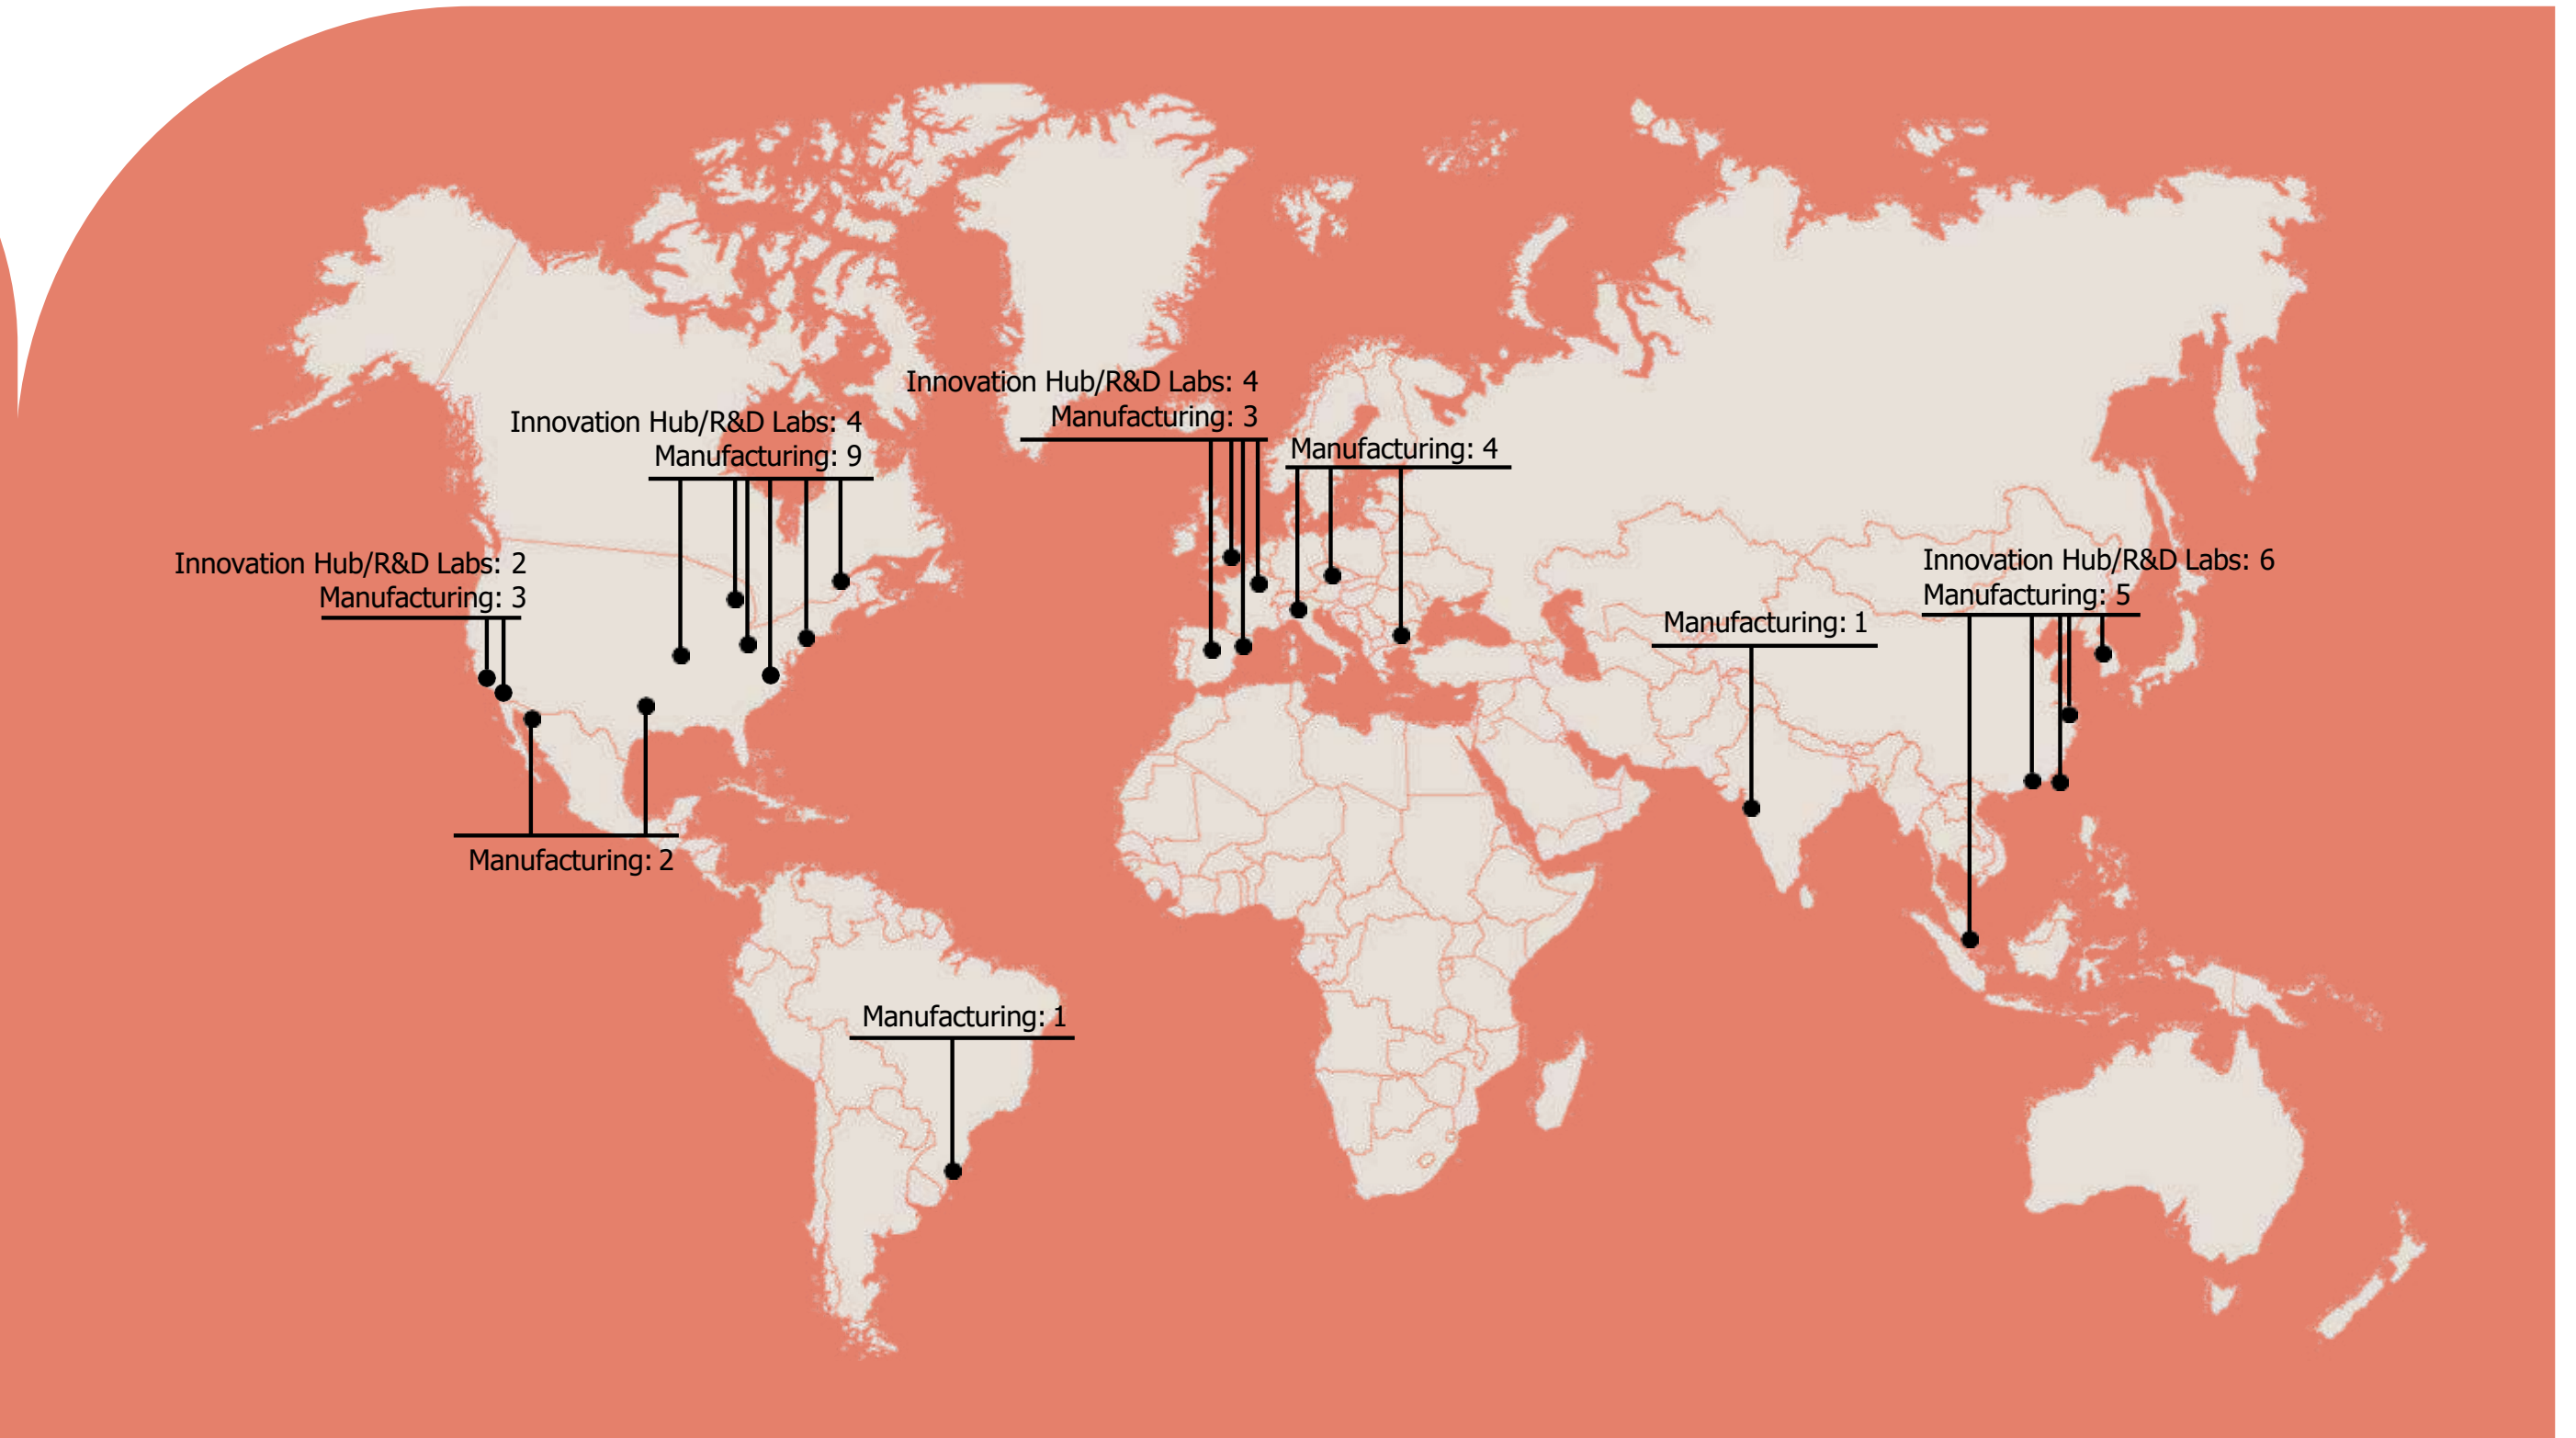 Innovation Hub/R&D Labs: 4
Manufacturing: 3
Innovation Hub/R&D Labs: 4
Manufacturing: 9
Manufacturing: 4
Innovation Hub/R&D Labs: 2
Manufacturing: 3
Innovation Hub/R&D Labs: 6
Manufacturing: 5
Manufacturing: 1
Manufacturing: 2
Manufacturing: 1